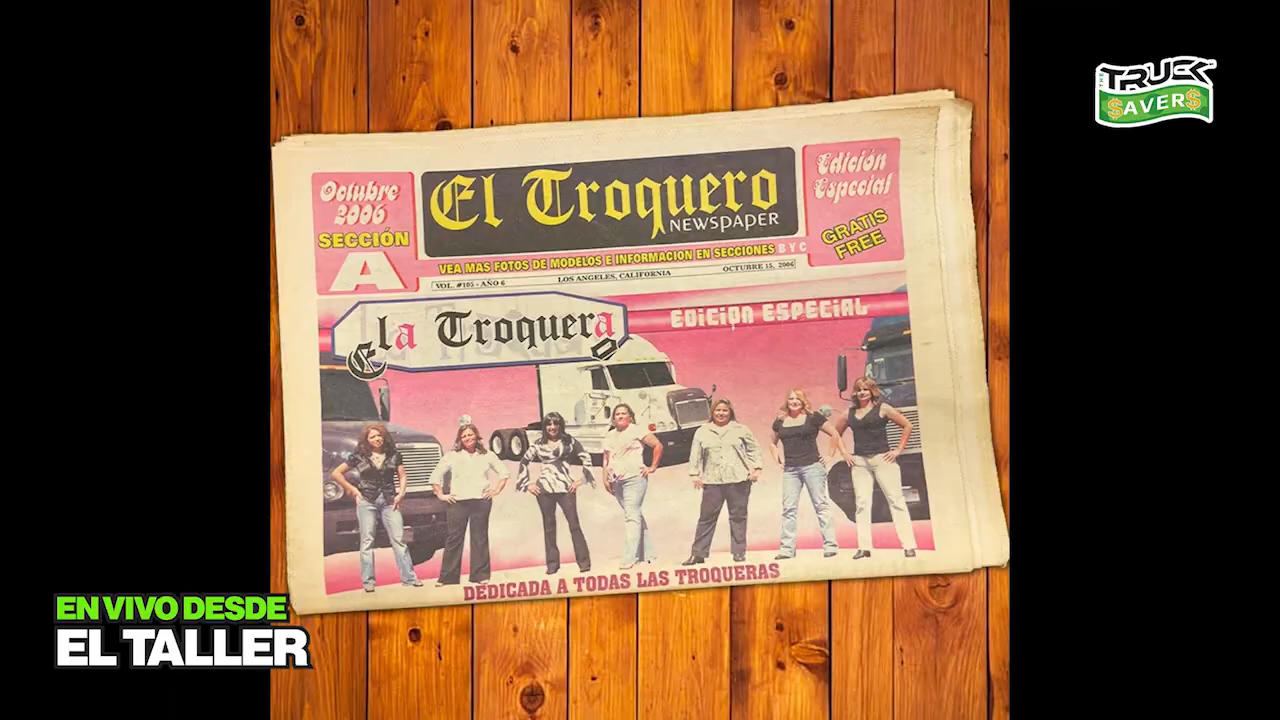 THE
TRUCK
$AVER$
Octubre
2006
SECCIÓN
A
El Troquero
NEWSPAPER
Edición
Especial
GRATIS
FREE
VEA MAS FOTOS DE MODELOS E INFORMACION EN SECCIONES B Y C
VOL. #105 - AÑO 6
LOS ANGELES, CALIFORNIA
OCTUBRE 15, 2006
La Troquera
EDICION ESPECIAL
DEDICADA A TODAS LAS TROQUERAS
EN VIVO DESDE
EL TALLER